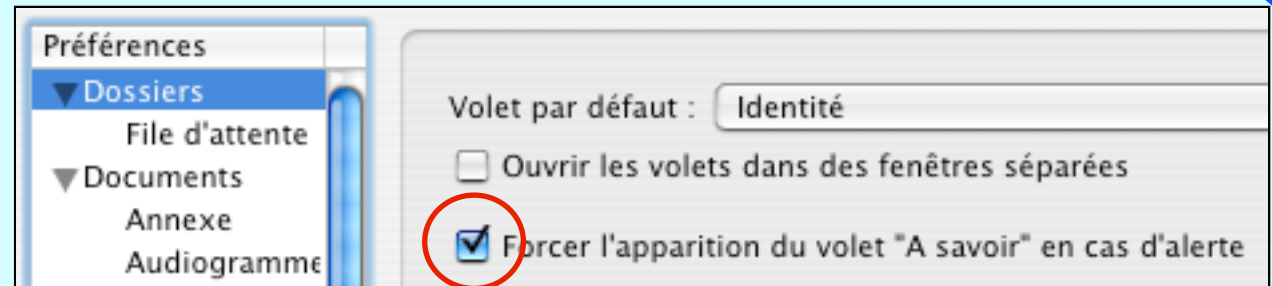 Préférences
Dossiers
File d'attente
Documents
Annexe
Audiogramme
Volet par défaut : Identité
Ouvrir les volets dans des fenêtres séparées
Forcer l'apparition du volet "A savoir" en cas d'alerte